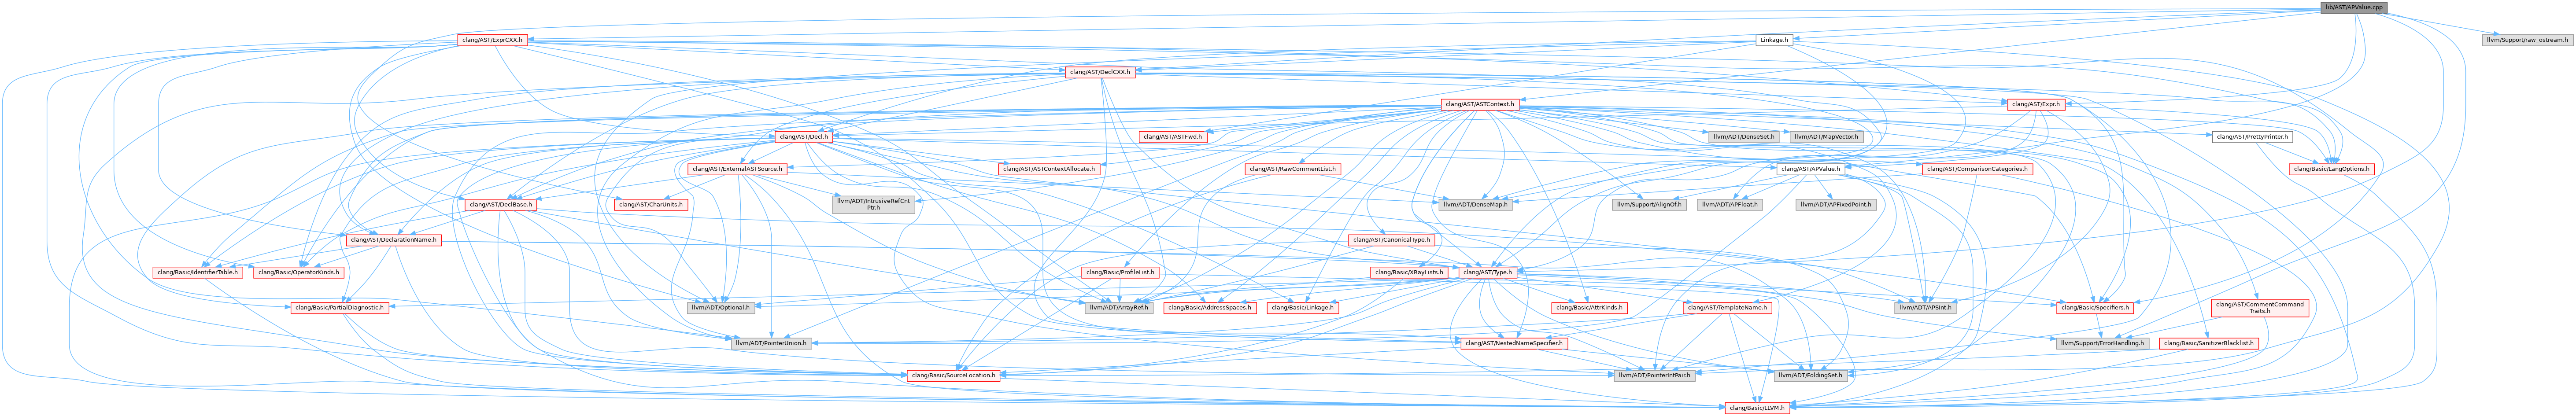 lib/AST/APValue.cpp
clang/AST/ExprCXX.h
Linkage.h
llvm/Support/raw_ostream.h
clang/AST/DeclCXX.h
clang/AST/ASTContext.h
clang/AST/Expr.h
clang/AST/Decl.h
clang/AST/ASTFwd.h
llvm/ADT/DenseSet.h
llvm/ADT/MapVector.h
clang/AST/PrettyPrinter.h
clang/AST/ExternalASTSource.h
clang/AST/ASTContextAllocate.h
clang/AST/RawCommentList.h
clang/AST/APValue.h
clang/AST/ComparisonCategories.h
clang/Basic/LangOptions.h
clang/AST/DeclBase.h
clang/AST/CharUnits.h
llvm/ADT/IntrusiveRefCnt
Ptr.h
llvm/ADT/DenseMap.h
llvm/Support/AlignOf.h
llvm/ADT/APFloat.h
llvm/ADT/APFixedPoint.h
clang/AST/DeclarationName.h
clang/AST/CanonicalType.h
clang/Basic/IdentifierTable.h
clang/Basic/OperatorKinds.h
clang/Basic/ProfileList.h
clang/Basic/XRayLists.h
clang/AST/Type.h
clang/Basic/PartialDiagnostic.h
llvm/ADT/Optional.h
llvm/ADT/ArrayRef.h
clang/Basic/AddressSpaces.h
clang/Basic/Linkage.h
clang/Basic/AttrKinds.h
clang/AST/TemplateName.h
llvm/ADT/APSInt.h
clang/Basic/Specifiers.h
clang/AST/CommentCommand
Traits.h
llvm/ADT/PointerUnion.h
clang/AST/NestedNameSpecifier.h
llvm/Support/ErrorHandling.h
clang/Basic/SanitizerBlacklist.h
clang/Basic/SourceLocation.h
llvm/ADT/PointerIntPair.h
llvm/ADT/FoldingSet.h
clang/Basic/LLVM.h